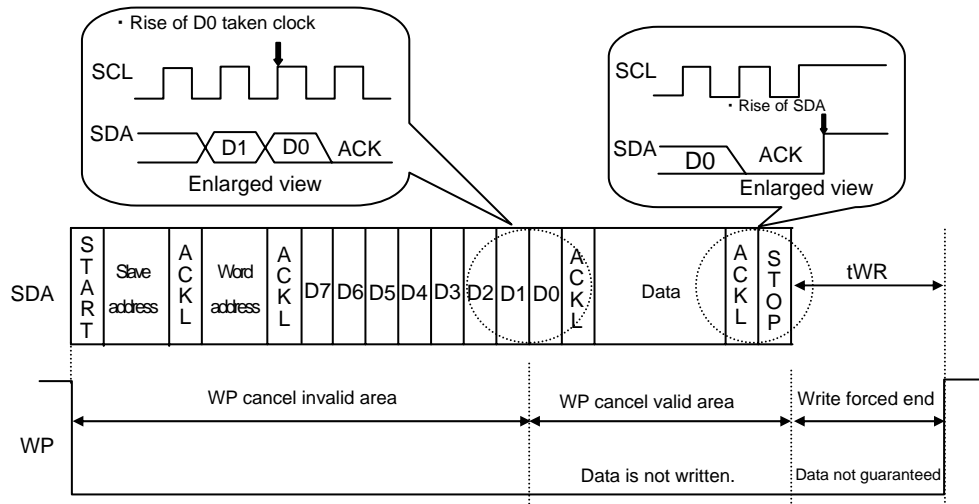 ・ Rise of D0 taken clock
SCL
SDA
D1
D0
ACK
Enlarged view
SCL
・ Rise of SDA
SDA
D0
ACK
Enlarged view
SDA
START
Slave
address
ACKL
Word
address
ACKL
D7
D6
D5
D4
D3
D2
D1
D0
ACKL
Data
ACKL
STOP
tWR
WP cancel invalid area
WP cancel valid area
Write forced end
WP
Data is not written.
Data not guaranteed